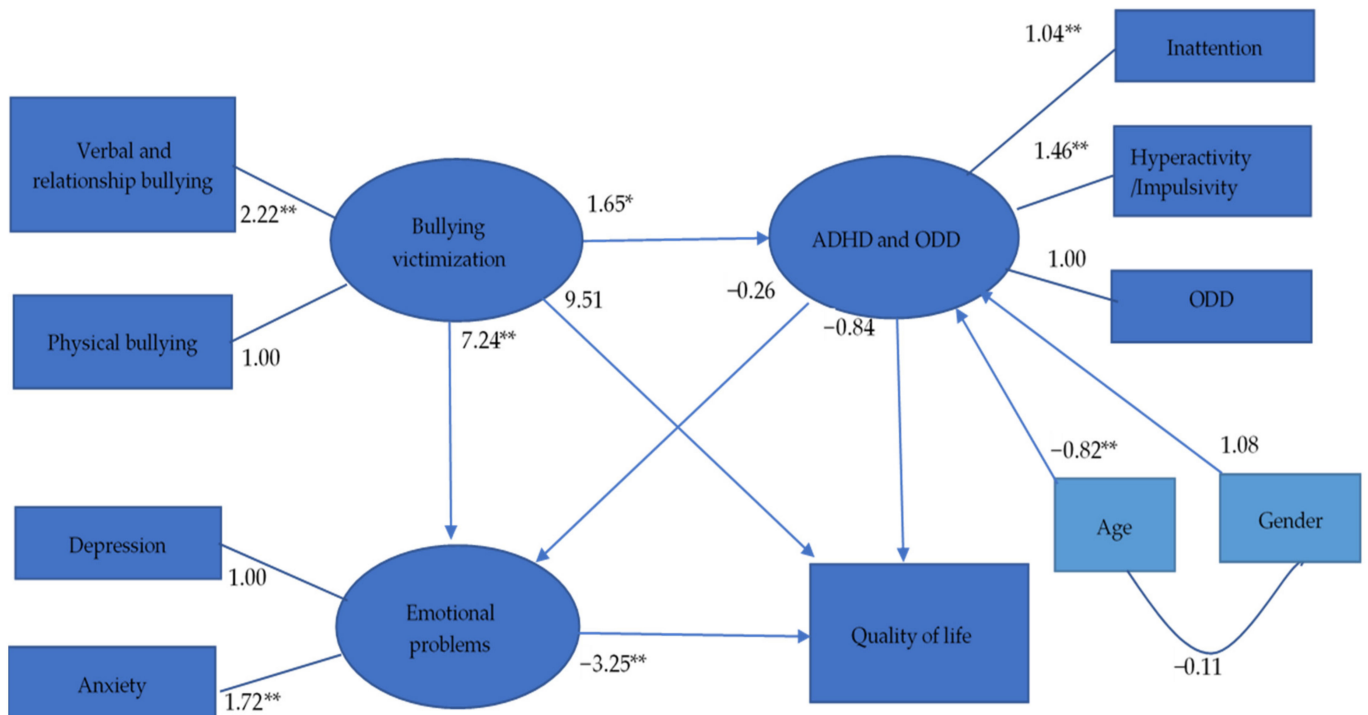 1.04**
Inattention
Verbal and
relationship bullying
2.22**
Bullying
victimization
1.65*
ADHD and ODD
1.46**
Hyperactivity
/Impulsivity
1.00
ODD
Physical bullying
1.00
7.24**
9.51
−0.26
−0.84
−0.82**
1.08
Age
Gender
−0.11
Depression
1.00
Emotional
problems
−3.25**
Quality of life
Anxiety
1.72**